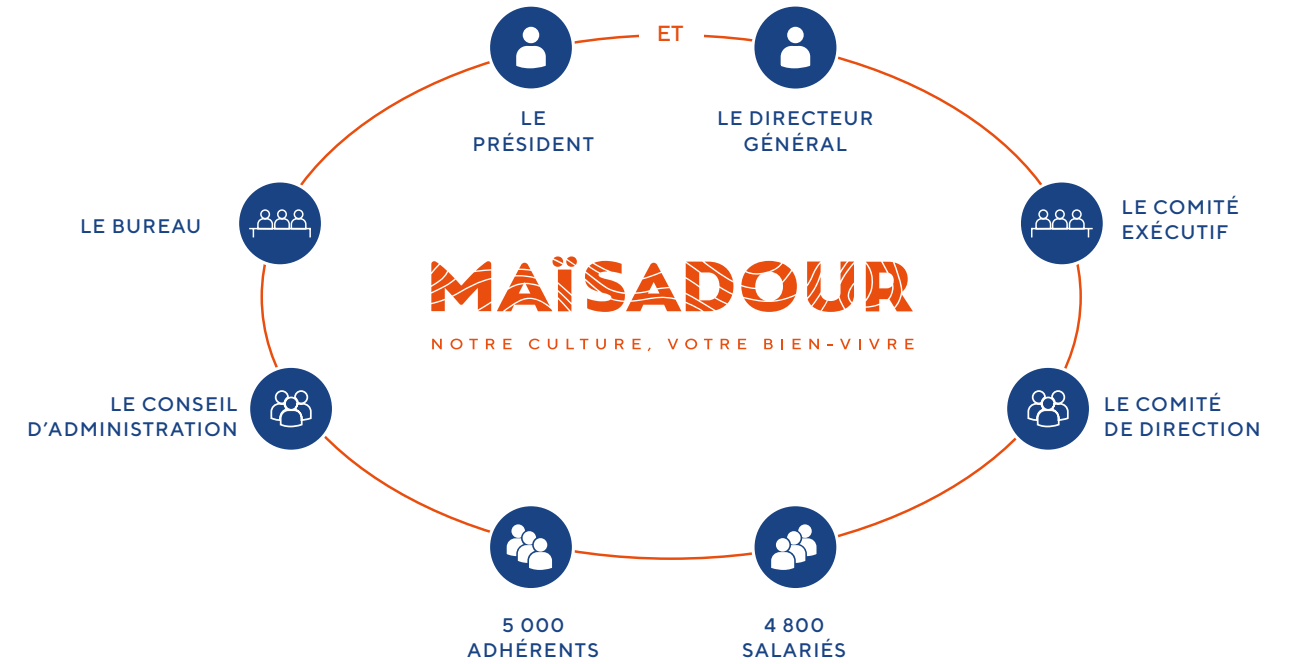 ET
LE
PRÉSIDENT
LE DIRECTEUR
GÉNÉRAL
LE BUREAU
LE COMITÉ
EXÉCUTIF
MAÏSADOUR
NOTRE CULTURE, VOTRE BIEN-VIVRE
LE CONSEIL
D'ADMINISTRATION
LE COMITÉ
DE DIRECTION
5 000
ADHÉRENTS
4 800
SALARIÉS